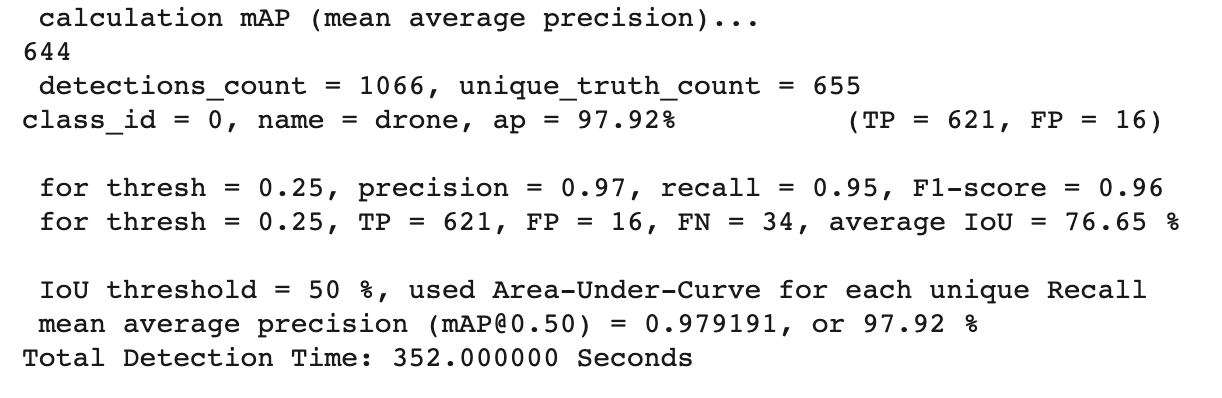 calculation mAP (mean average precision)...
644
detections_count = 1066, unique_truth_count = 655
class_id = 0, name = drone, ap = 97.92% (TP = 621, FP = 16)
for thresh = 0.25, precision = 0.97, recall = 0.95, F1-score = 0.96
for thresh = 0.25, TP = 621, FP = 16, FN = 34, average IoU = 76.65 %
IoU threshold = 50 %, used Area-Under-Curve for each unique Recall
mean average precision (mAP@0.50) = 0.979191, or 97.92 %
Total Detection Time: 352.000000 Seconds